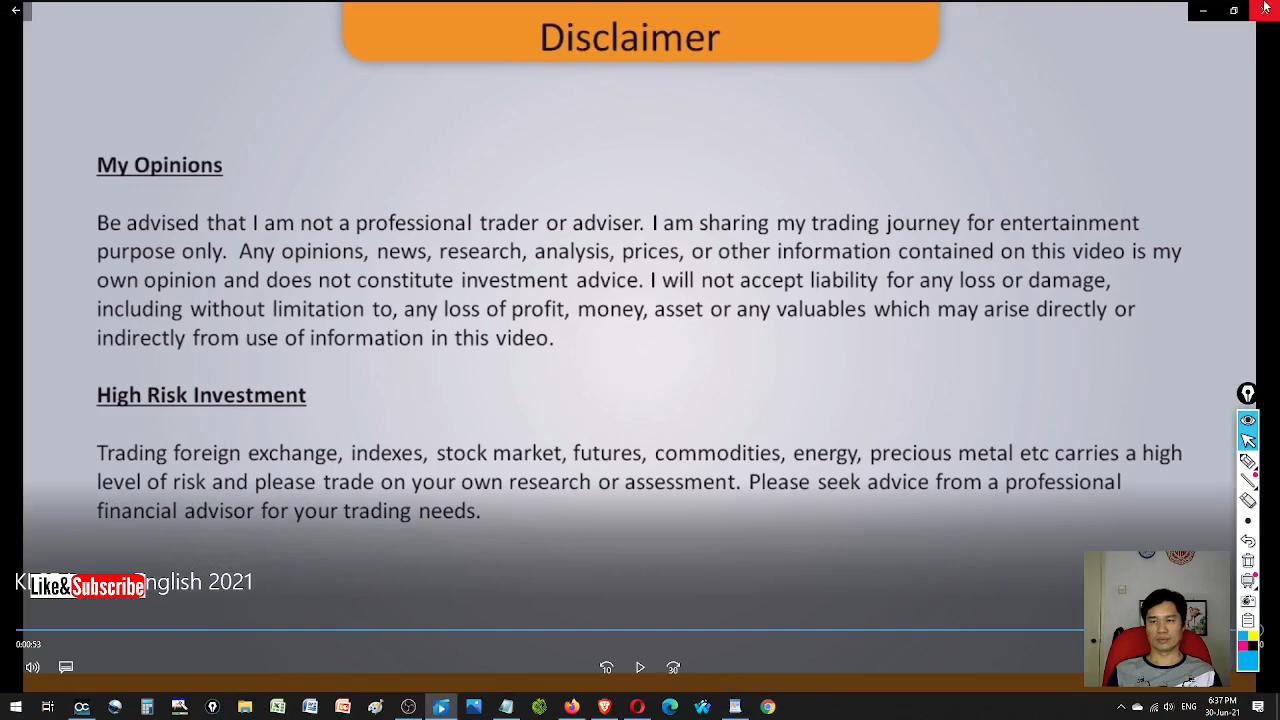 Disclaimer
My Opinions
Be advised that I am not a professional trader or adviser. I am sharing my trading journey for entertainment
purpose only. Any opinions, news, research, analysis, prices, or other information contained on this video is my
own opinion and does not constitute investment advice. I will not accept liability for any loss or damage,
including without limitation to, any loss of profit, money, asset or any valuables which may arise directly or
indirectly from use of information in this video.
High Risk Investment
Trading foreign exchange, indexes, stock market, futures, commodities, energy, precious metal etc carries a high
level of risk and please trade on your own research or assessment. Please seek advice from a professional
financial advisor for your trading needs.
Like&Subscribe
English 2021
0:00:53
10
30
6:37 PM
30-Jun-21